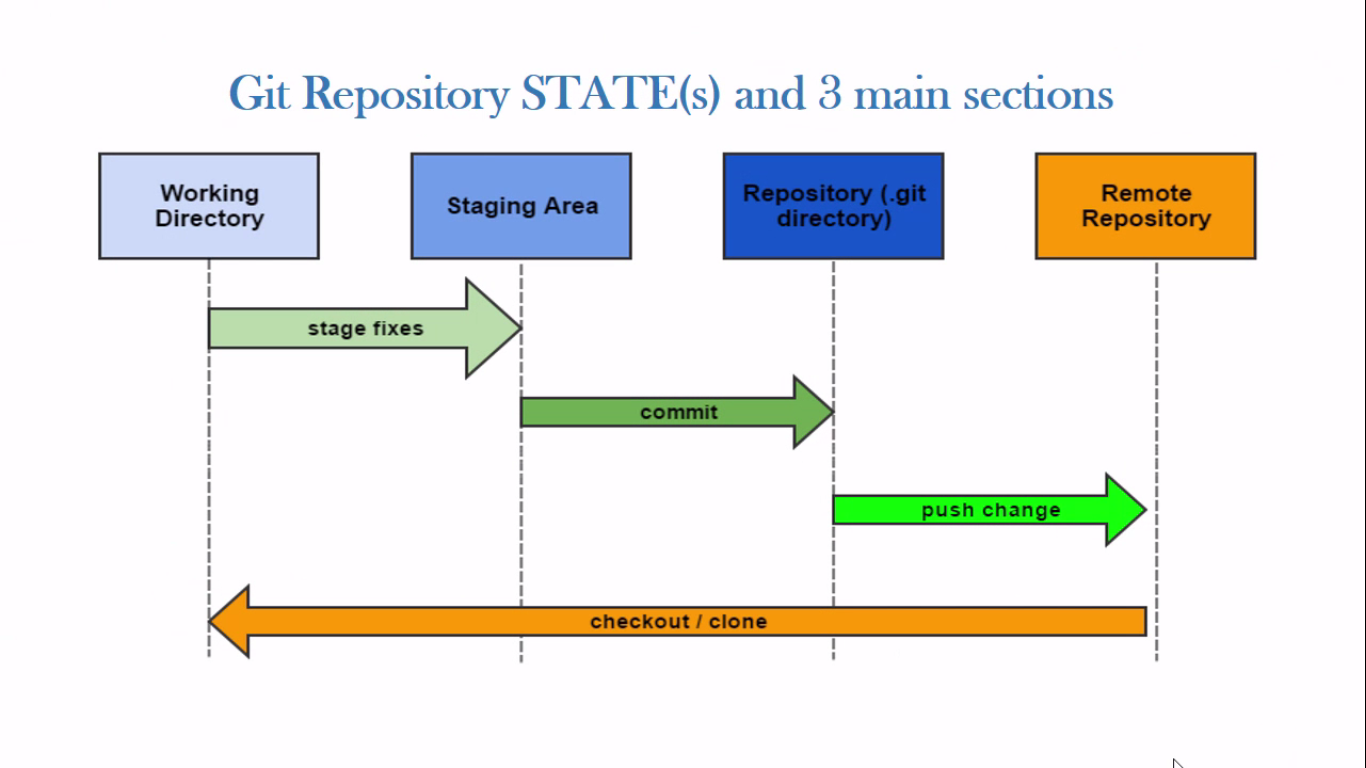 Git Repository STATE(s) and 3 main sections
Working
Directory
Staging Area
Repository (.git
directory)
Remote
Repository
stage fixes
commit
push change
checkout / clone